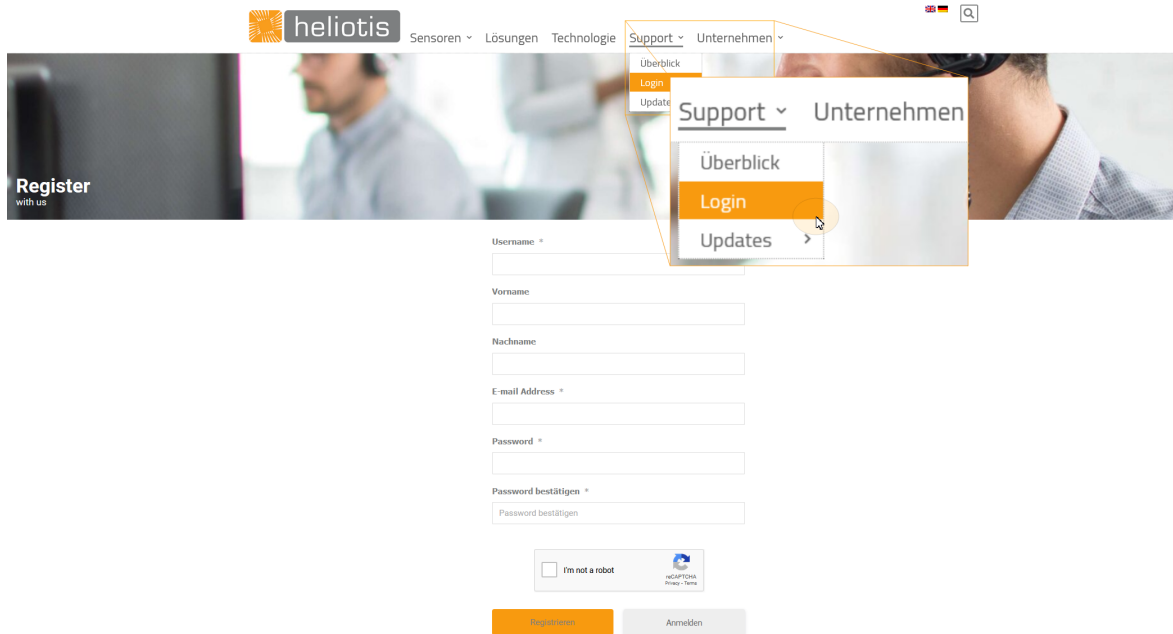 heliotis
Sensoren Lösungen Technologie Support Unternehmen
Überblick
Login
Update
Support Unternehmen
Überblick
Login
Updates
Register
with us
Username *
Vorname
Nachname
E-mail Address *
Password *
Password bestätigen *
Password bestätigen
I'm not a robot
reCAPTCHA
Privacy - Terms
Registrieren Anmelden